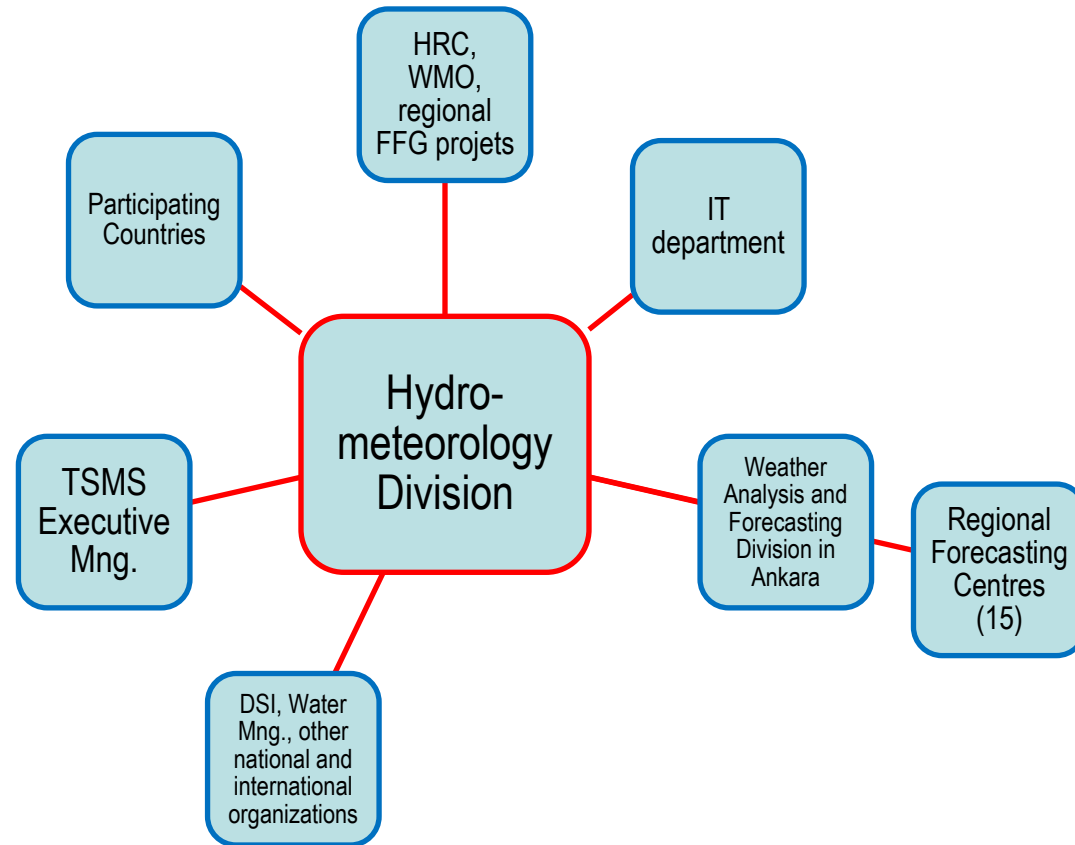 HRC,
WMO,
regional
FFG projets
Participating
Countries
IT
department
Hydro-
meteorology
Division
TSMS
Executive
Mng.
Weather
Analysis and
Forecasting
Division in
Ankara
Regional
Forecasting
Centres
(15)
DSI, Water
Mng., other
national and
international
organizations